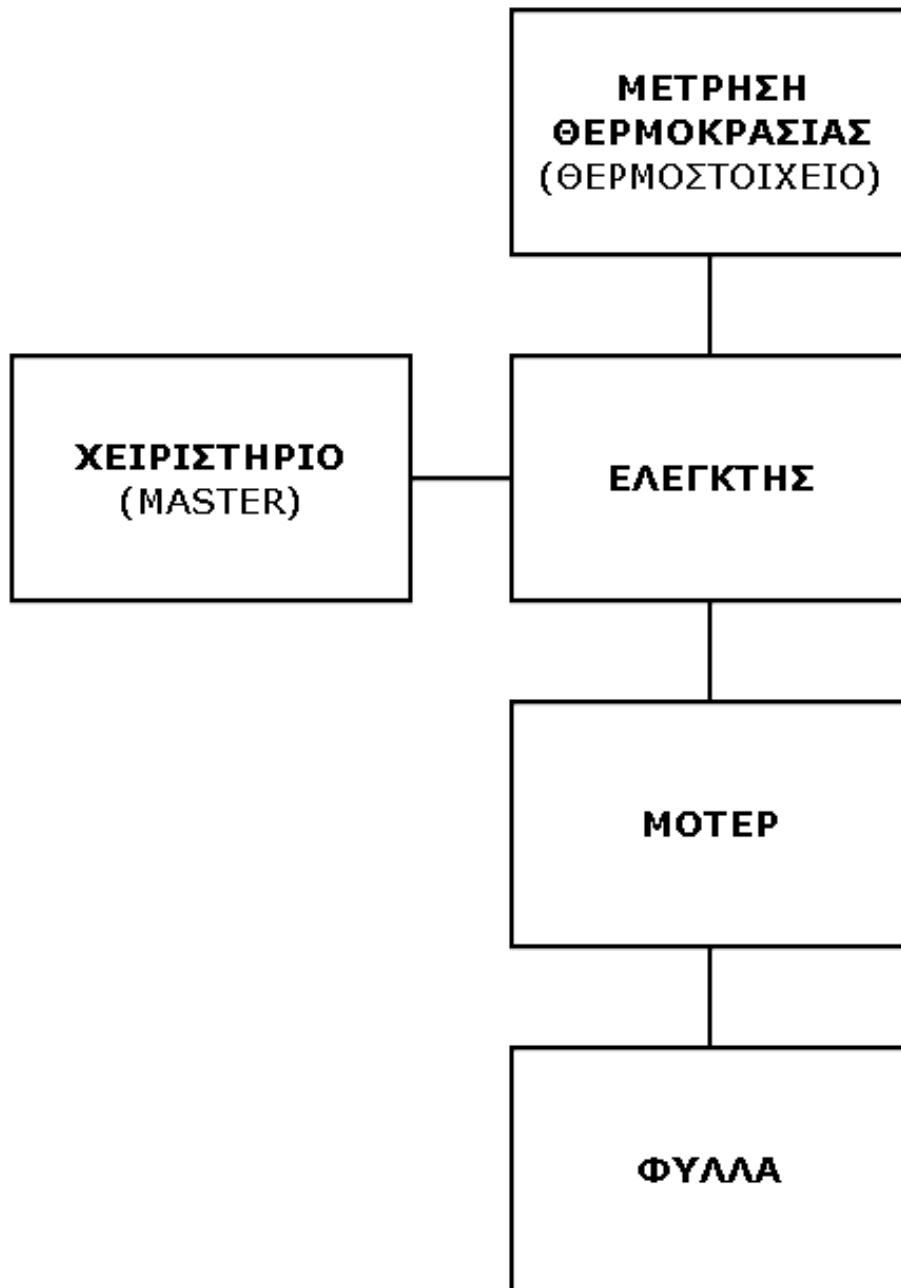 ΜΕΤΡΗΣΗ
ΘΕΡΜΟΚΡΑΣΙΑΣ
(ΘΕΡΜΟΣΤΟΙΧΕΙΟ)
ΧΕΙΡΙΣΤΗΡΙΟ
(MASTER)
ΕΛΕΓΚΤΗΣ
ΜΟΤΕΡ
ΦΥΛΛΑ